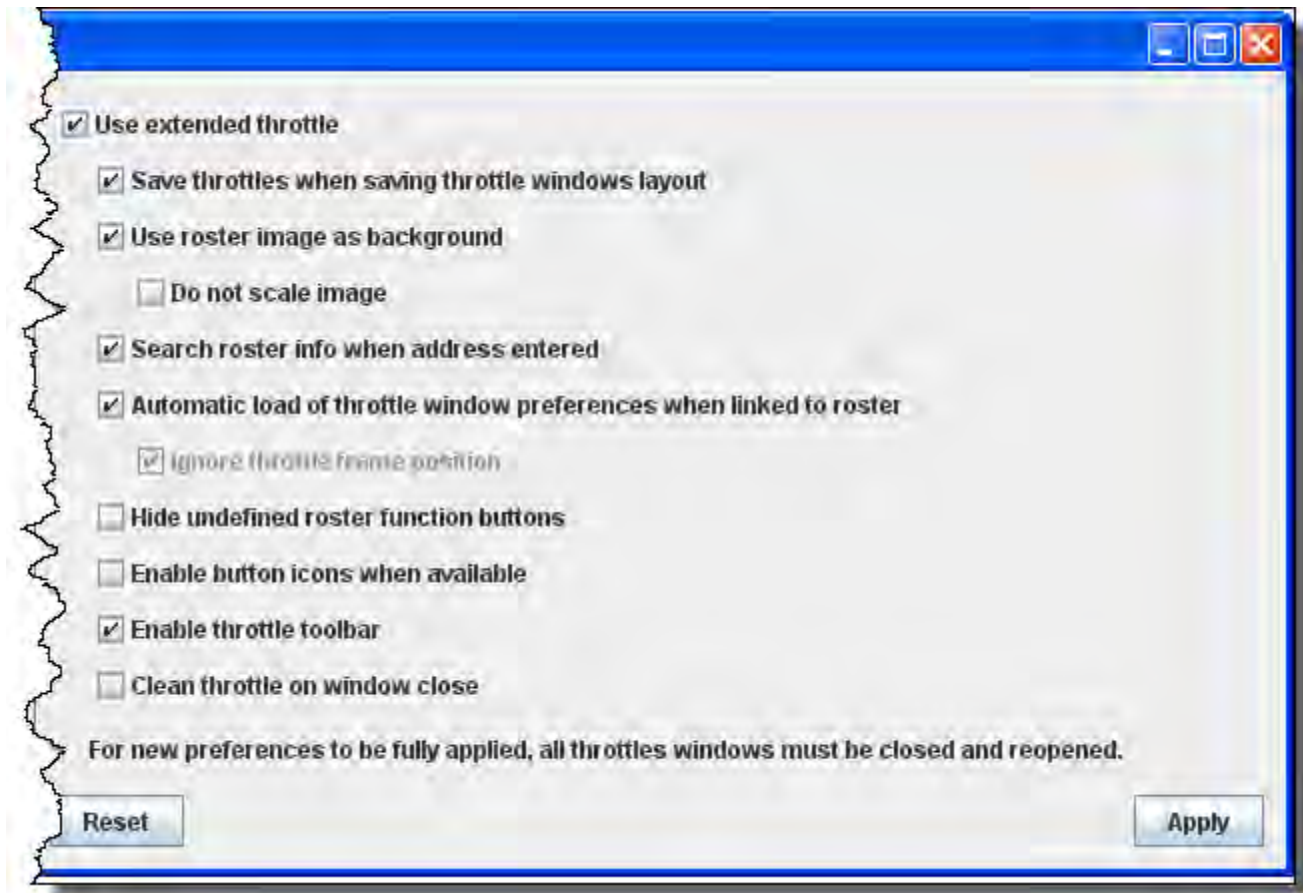 Use extended throttle
Save throttles when saving throttle windows layout
Use roster image as background
Do not scale image
Search roster info when address entered
Automatic load of throttle window preferences when linked to roster
Ignore throttle frame position
Hide undefined roster function buttons
Enable button icons when available
Enable throttle toolbar
Clean throttle on window close
For new preferences to be fully applied, all throttles windows must be closed and reopened.
Reset
Apply